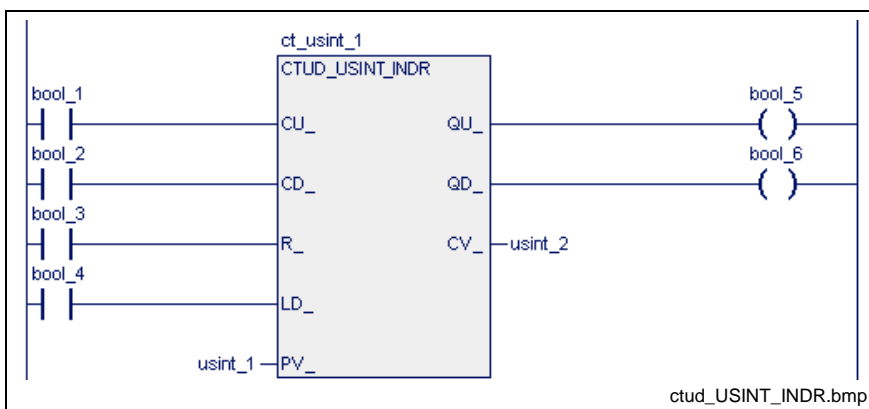 ct_usint_1
CTUD_USINT_INDR
bool_1
bool_5
CU_
QU_
bool_2
bool_6
CD_
QD_
bool_3
R_
CV_
usint_2
bool_4
LD_
usint_1
PV_
ctud_USINT_INDR.bmp